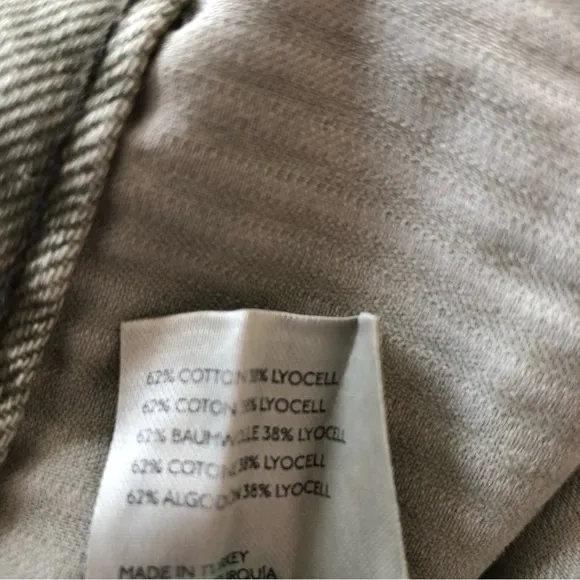 62% COTTON 38% LYOCELL
62% COTON 38% LYOCELL
62% BAUMWOLLE 38% LYOCELL
62% COTONE 38% LYOCELL
62% ALGODON 38% LYOCELL
MADE IN TURKEY